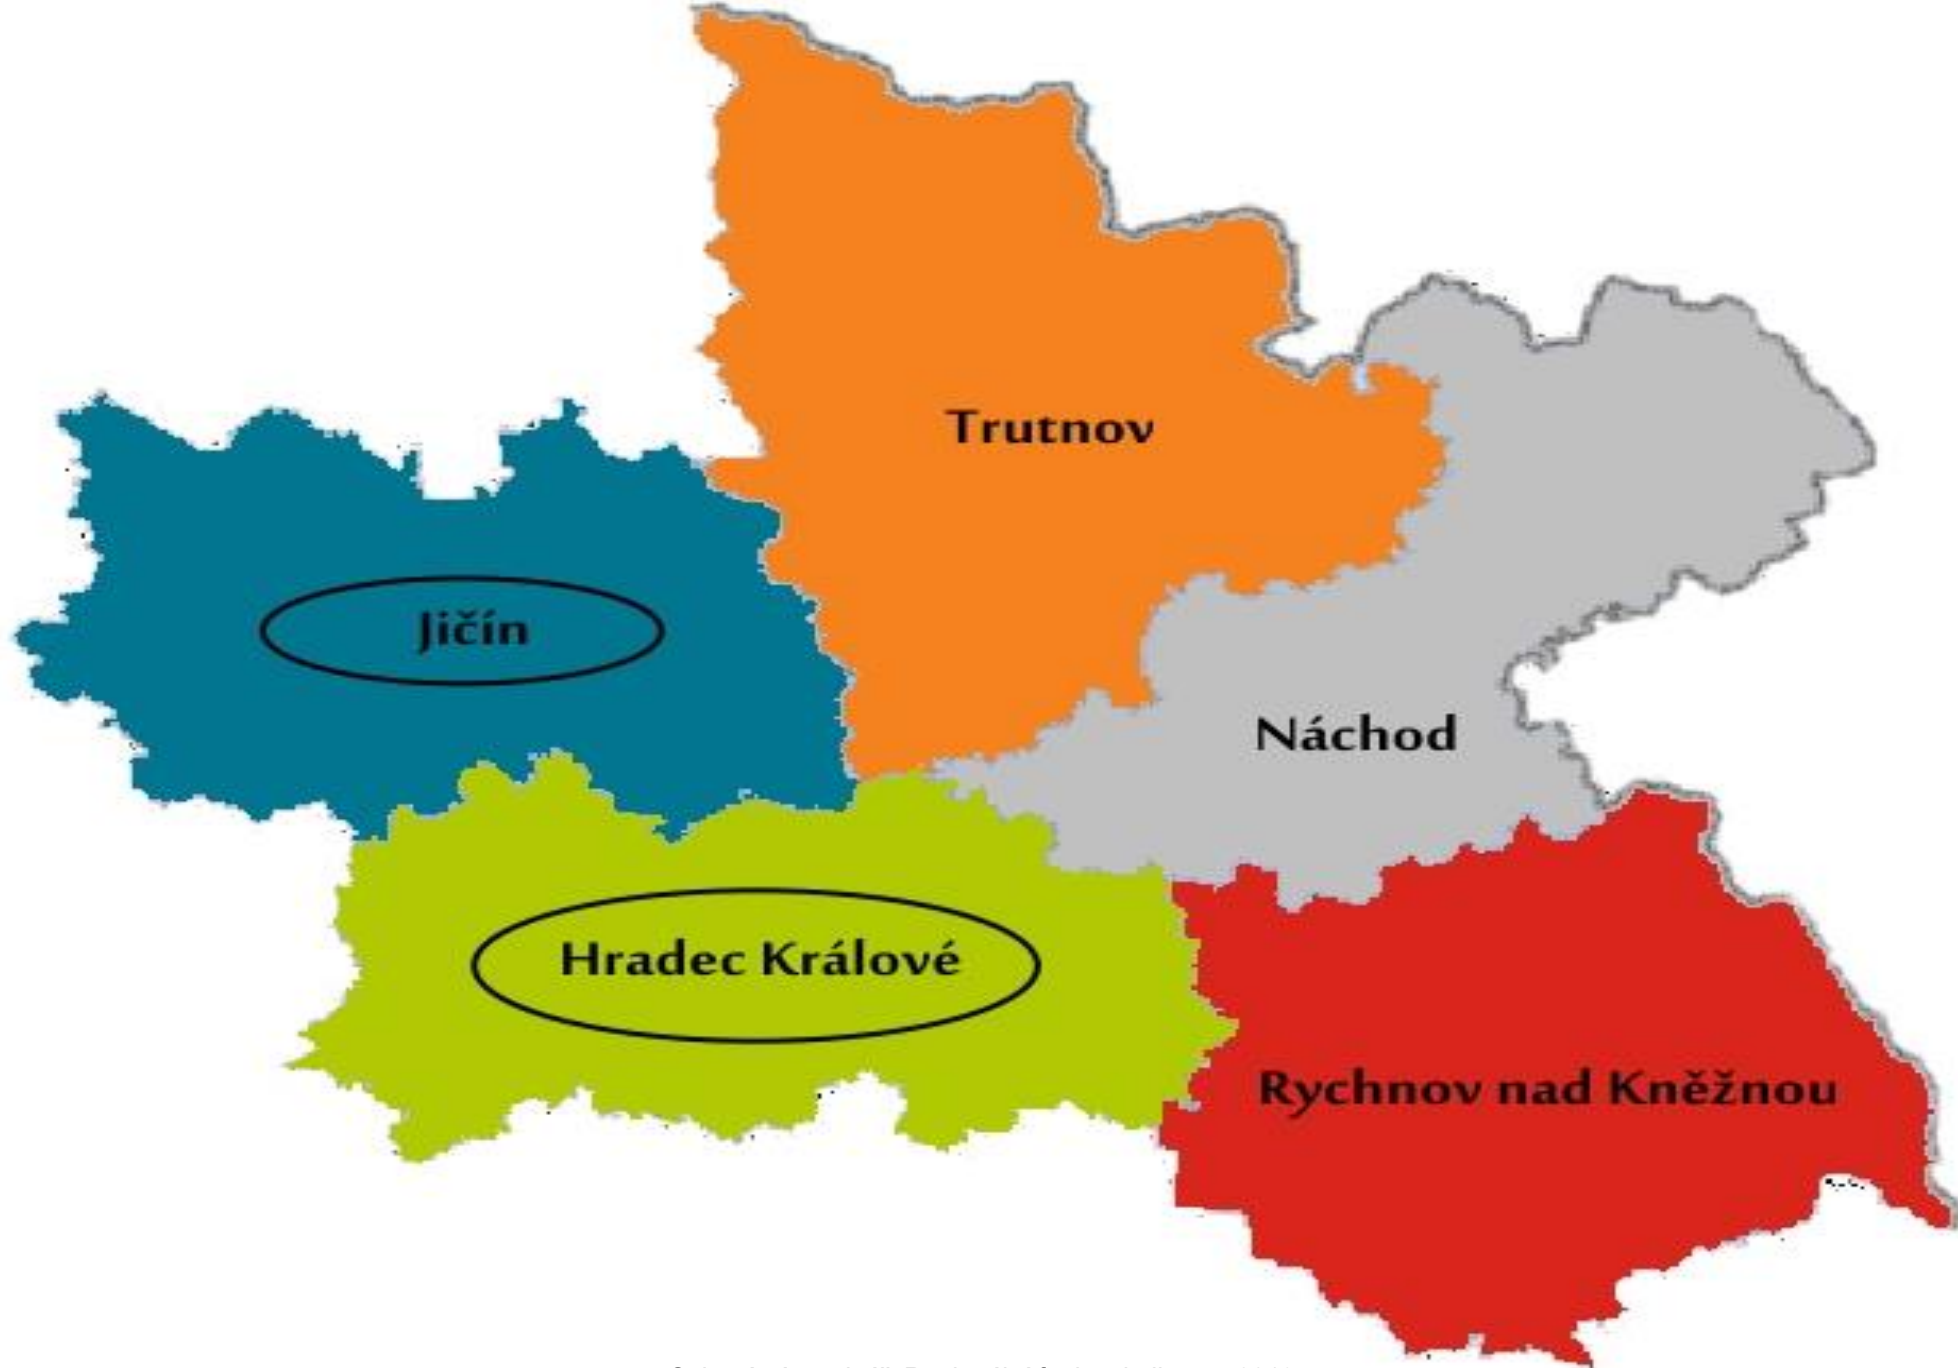 Trutnov
Jičín
Náchod
Hradec Králové
Rychnov nad Kněžnou